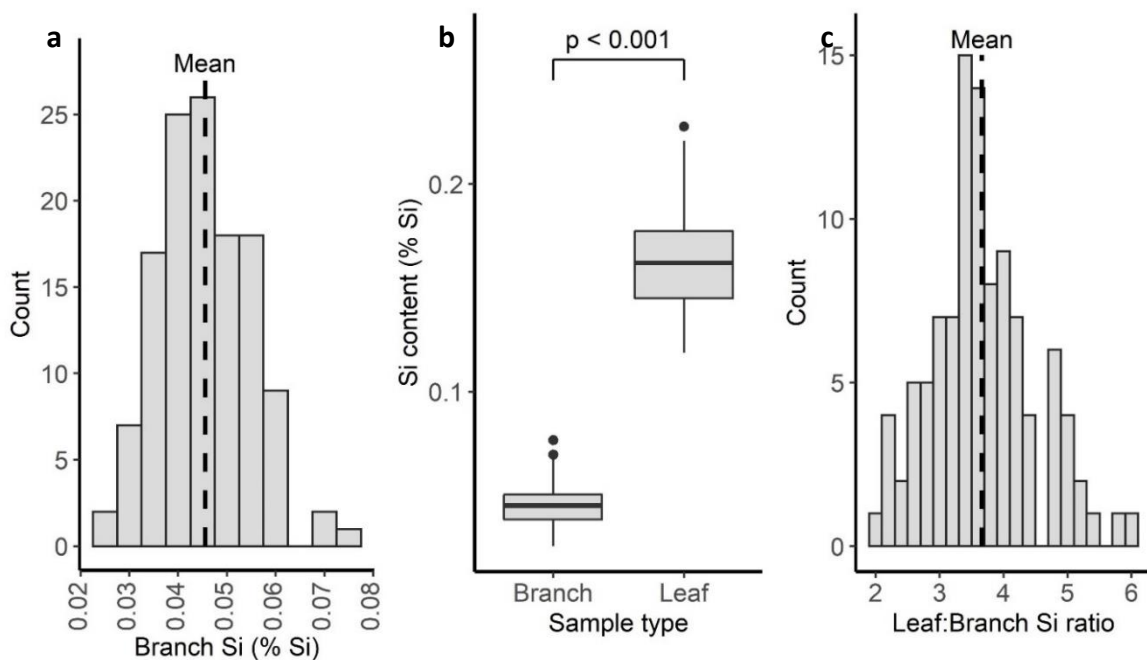 a
Mean
25
20
15
10
5
0
Count
0.02
0.03
0.04
0.05
0.06
0.07
0.08
Branch Si (% Si)
b
p < 0.001
0.2
0.1
Si content (% Si)
Branch
Leaf
Sample type
c
Mean
15
10
5
0
Count
2
3
4
5
6
Leaf:Branch Si ratio